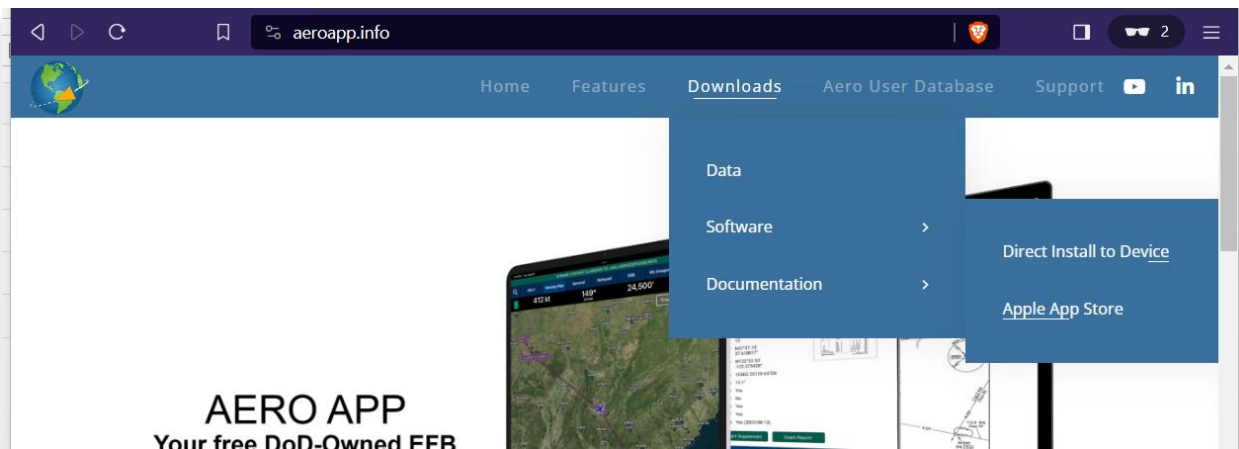 aeroapp.info
2
Home Features Downloads Aero User Database Support in
Data
Software
Direct Install to Device
Documentation
Apple App Store
412 kt 149° 24,500'
AERO APP
Your free DoD-Owned EFB